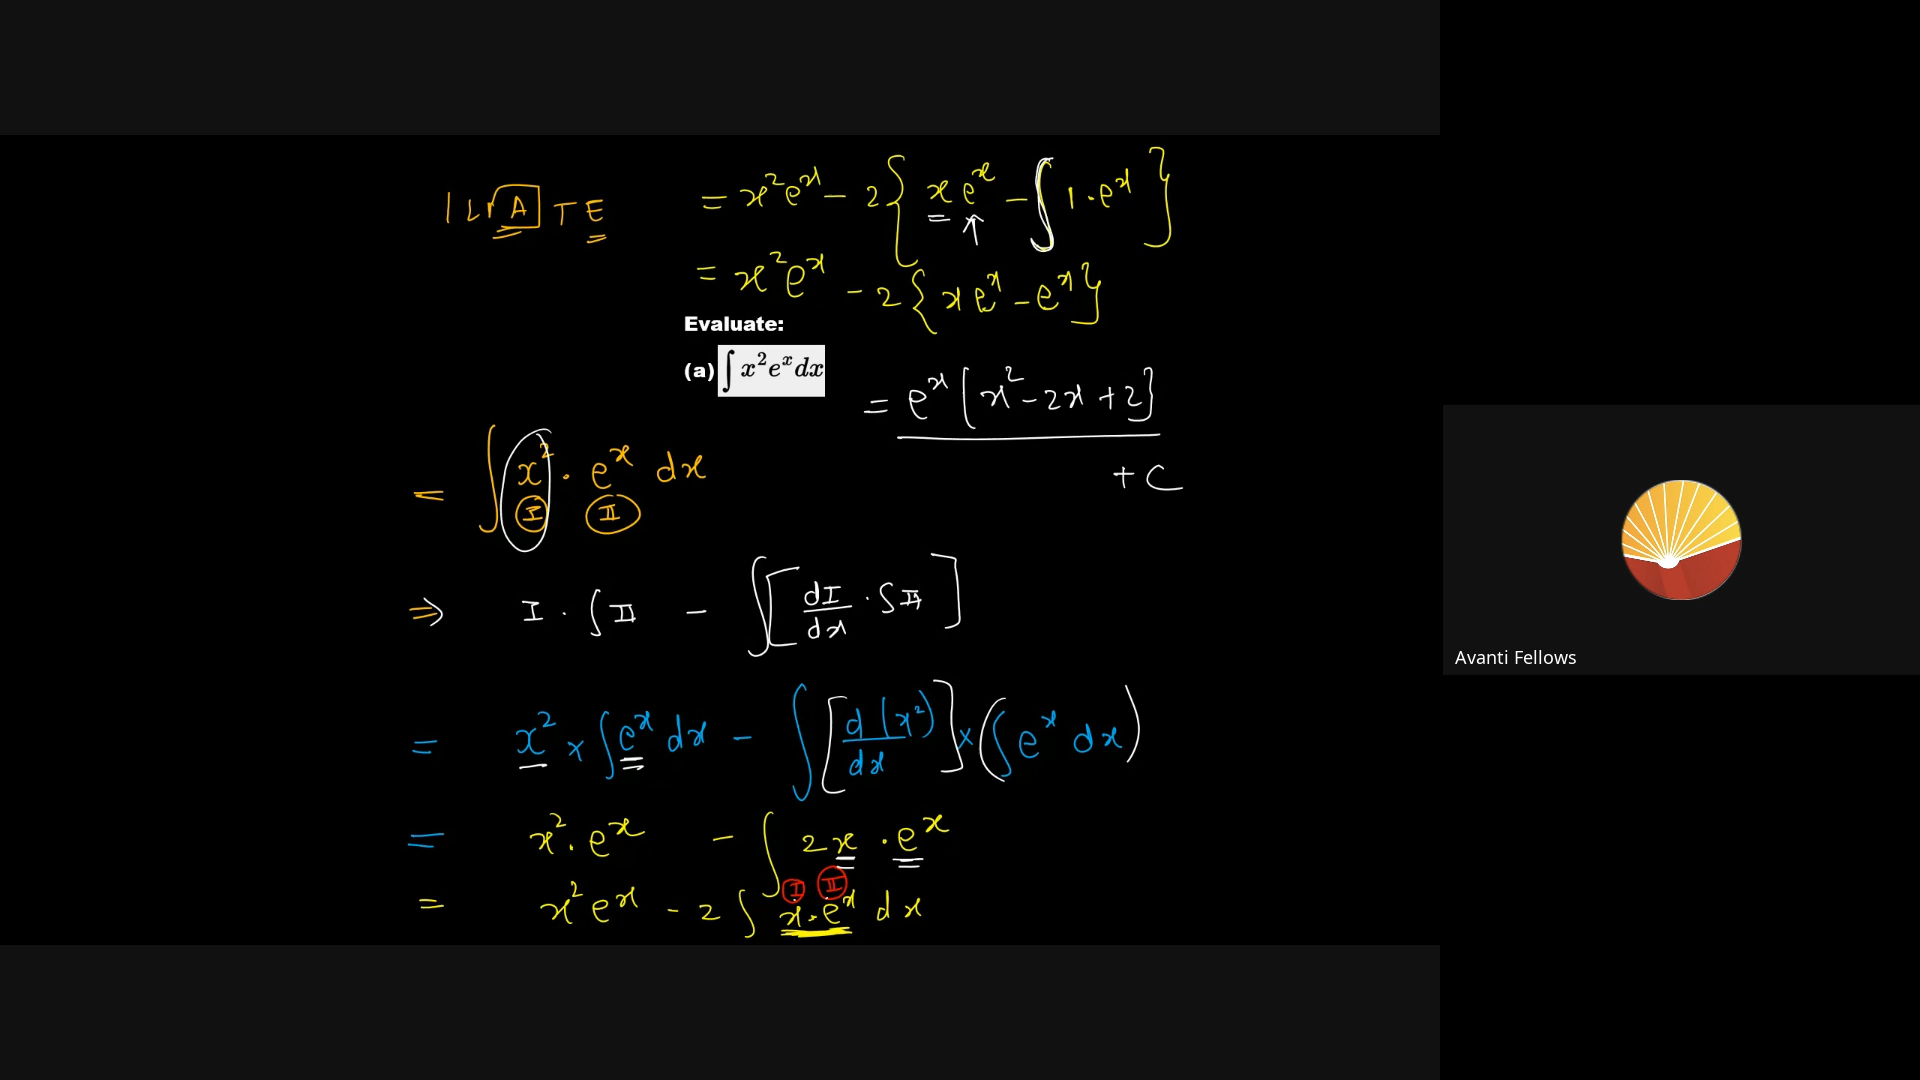 ILATE
= x²eˣ - 2{xeˣ - ∫1·eˣ}
= x²eˣ - 2{xeˣ - eˣ}
Evaluate:
(a) ∫x²eˣdx
= eˣ[x² - 2x + 2]
+ C
= ∫x² · eˣ dx
I II
⇒ I · ∫II - ∫[dI/dx · ∫II]
= x² × ∫eˣ dx - ∫[d(x²)/dx] × (∫eˣ dx)
= x² · eˣ - ∫2x · eˣ
I II
= x²eˣ - 2∫x·eˣ dx
Avanti Fellows